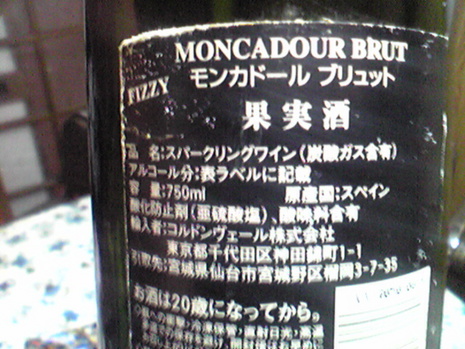 MONCADOUR BRUT
FIZZY
モンカドール ブリュット
果実酒
品名:スパークリングワイン(炭酸ガス含有)
アルコール分:表ラベルに記載
容量:750ml 原産国:スペイン
酸化防止剤(亜硫酸塩)、酸味料含有
輸入者:コルドンヴェール株式会社
東京都千代田区神田錦町1-1
引取先:宮城県仙台市宮城野区榴岡3-7-35
お酒は20歳になってから。